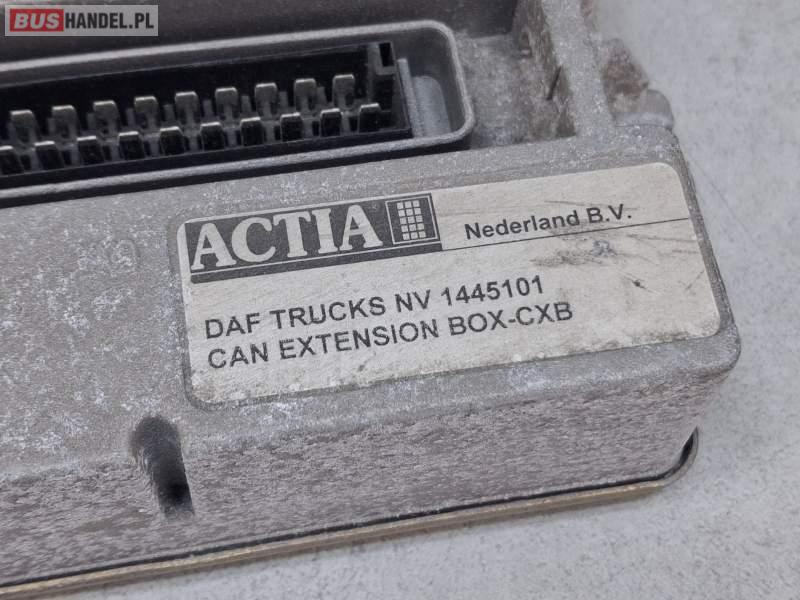 BUSHANDEL.PL
ACTIA Nederland B.V.
DAF TRUCKS NV 1445101
CAN EXTENSION BOX-CXB